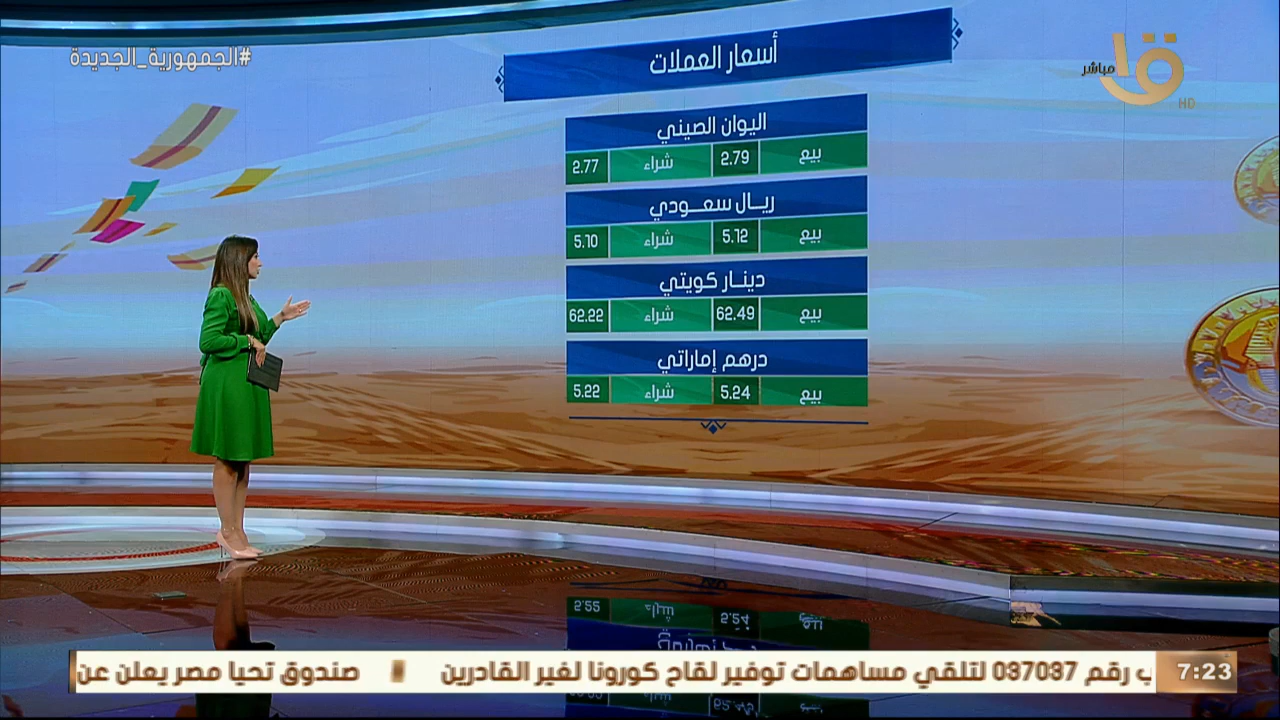 #الجمهورية_الجديدة
مباشر
HD
أسعار العملات
اليوان الصيني
بيع 2.79 شراء 2.77
ريال سعودي
بيع 5.12 شراء 5.10
دينار كويتي
بيع 62.49 شراء 62.22
درهم إماراتي
بيع 5.24 شراء 5.22
7:23
رقم 037037 لتلقي مساهمات توفير لقاح كورونا لغير القادرين صندوق تحيا مصر يعلن عن